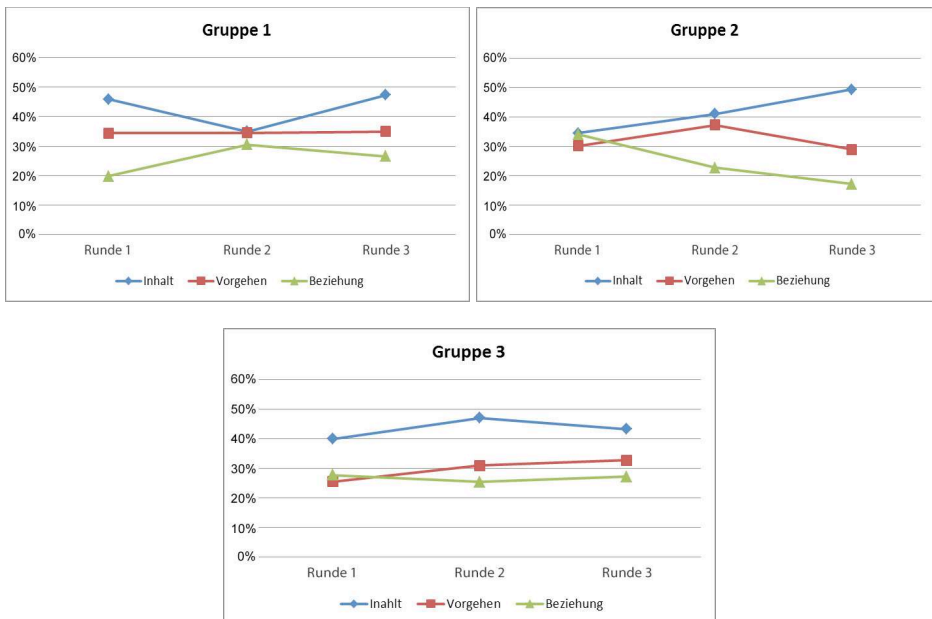 Gruppe 1
60%
50%
40%
30%
20%
10%
0%
Runde 1 Runde 2 Runde 3
Inhalt Vorgehen Beziehung
Gruppe 2
60%
50%
40%
30%
20%
10%
0%
Runde 1 Runde 2 Runde 3
Inhalt Vorgehen Beziehung
Gruppe 3
60%
50%
40%
30%
20%
10%
0%
Runde 1 Runde 2 Runde 3
Inahlt Vorgehen Beziehung